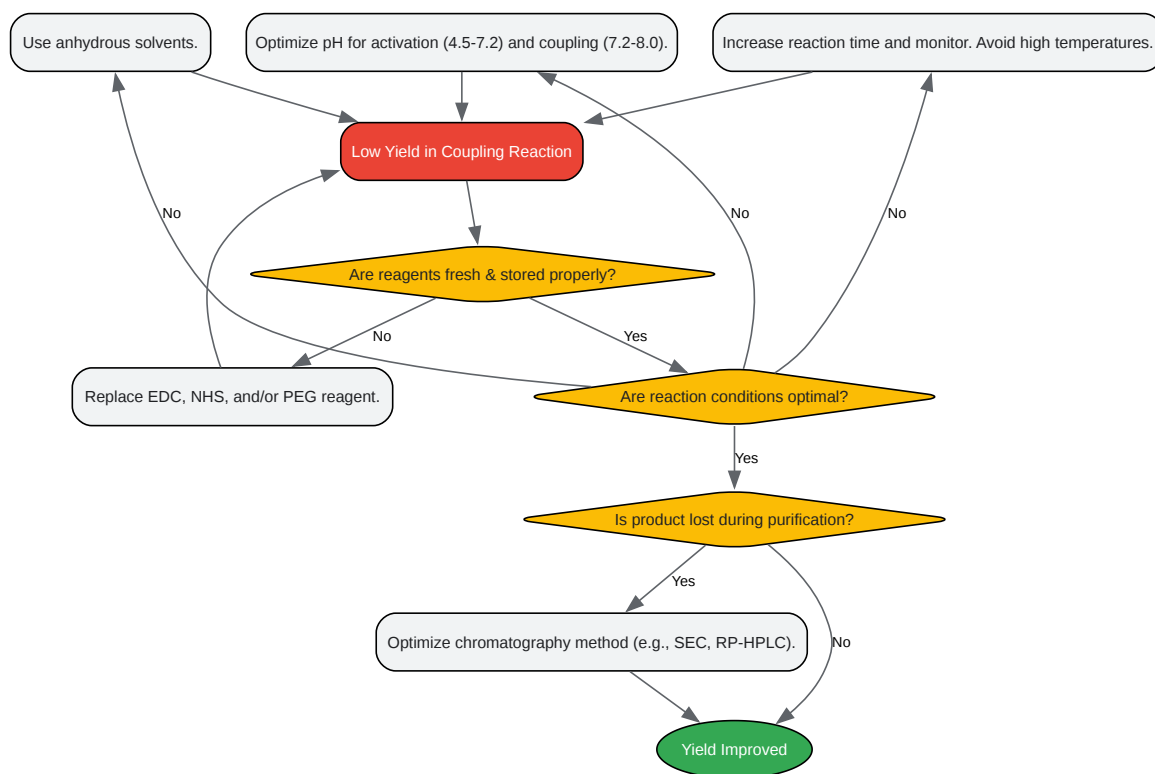 Use anhydrous solvents.
Optimize pH for activation (4.5-7.2) and coupling (7.2-8.0).
Increase reaction time and monitor. Avoid high temperatures.
Low Yield in Coupling Reaction
No
No
No
Are reagents fresh & stored properly?
No
Yes
Replace EDC, NHS, and/or PEG reagent.
Are reaction conditions optimal?
Yes
Is product lost during purification?
Yes
Optimize chromatography method (e.g., SEC, RP-HPLC).
No
Yield Improved